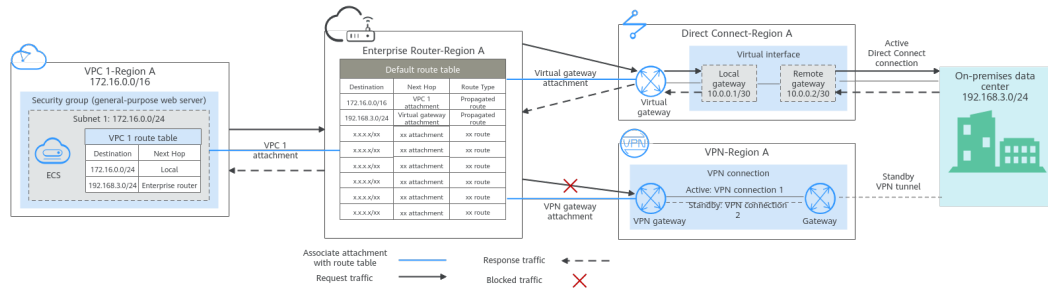 VPC 1-Region A
172.16.0.0/16
Security group (general-purpose web server)
Subnet 1: 172.16.0.0/24
ECS
VPC 1 route table
Destination Next Hop
172.16.0.0/24 Local
192.168.3.0/24 Enterprise router
VPC 1
attachment
Enterprise Router-Region A
Default route table
Destination Next Hop Route Type
172.16.0.0/16 VPC 1 attachment Propagated route
192.168.3.0/24 Virtual gateway attachment Propagated route
x.x.x.x/xx xx attachment xx route
x.x.x.x/xx xx attachment xx route
x.x.x.x/xx xx attachment xx route
x.x.x.x/xx xx attachment xx route
x.x.x.x/xx xx attachment xx route
x.x.x.x/xx xx attachment xx route
Virtual gateway
attachment
VPN gateway
attachment
Direct Connect-Region A
Virtual interface
Virtual
gateway
Local
gateway
10.0.0.1/30
Remote
gateway
10.0.0.2/30
Active
Direct Connect
connection
On-premises data
center
192.168.3.0/24
VPN
VPN-Region A
VPN connection
Active: VPN connection 1
Standby: VPN connection
2
VPN gateway
Gateway
Standby
VPN tunnel
Associate attachment
with route table
Response traffic
Request traffic
Blocked traffic